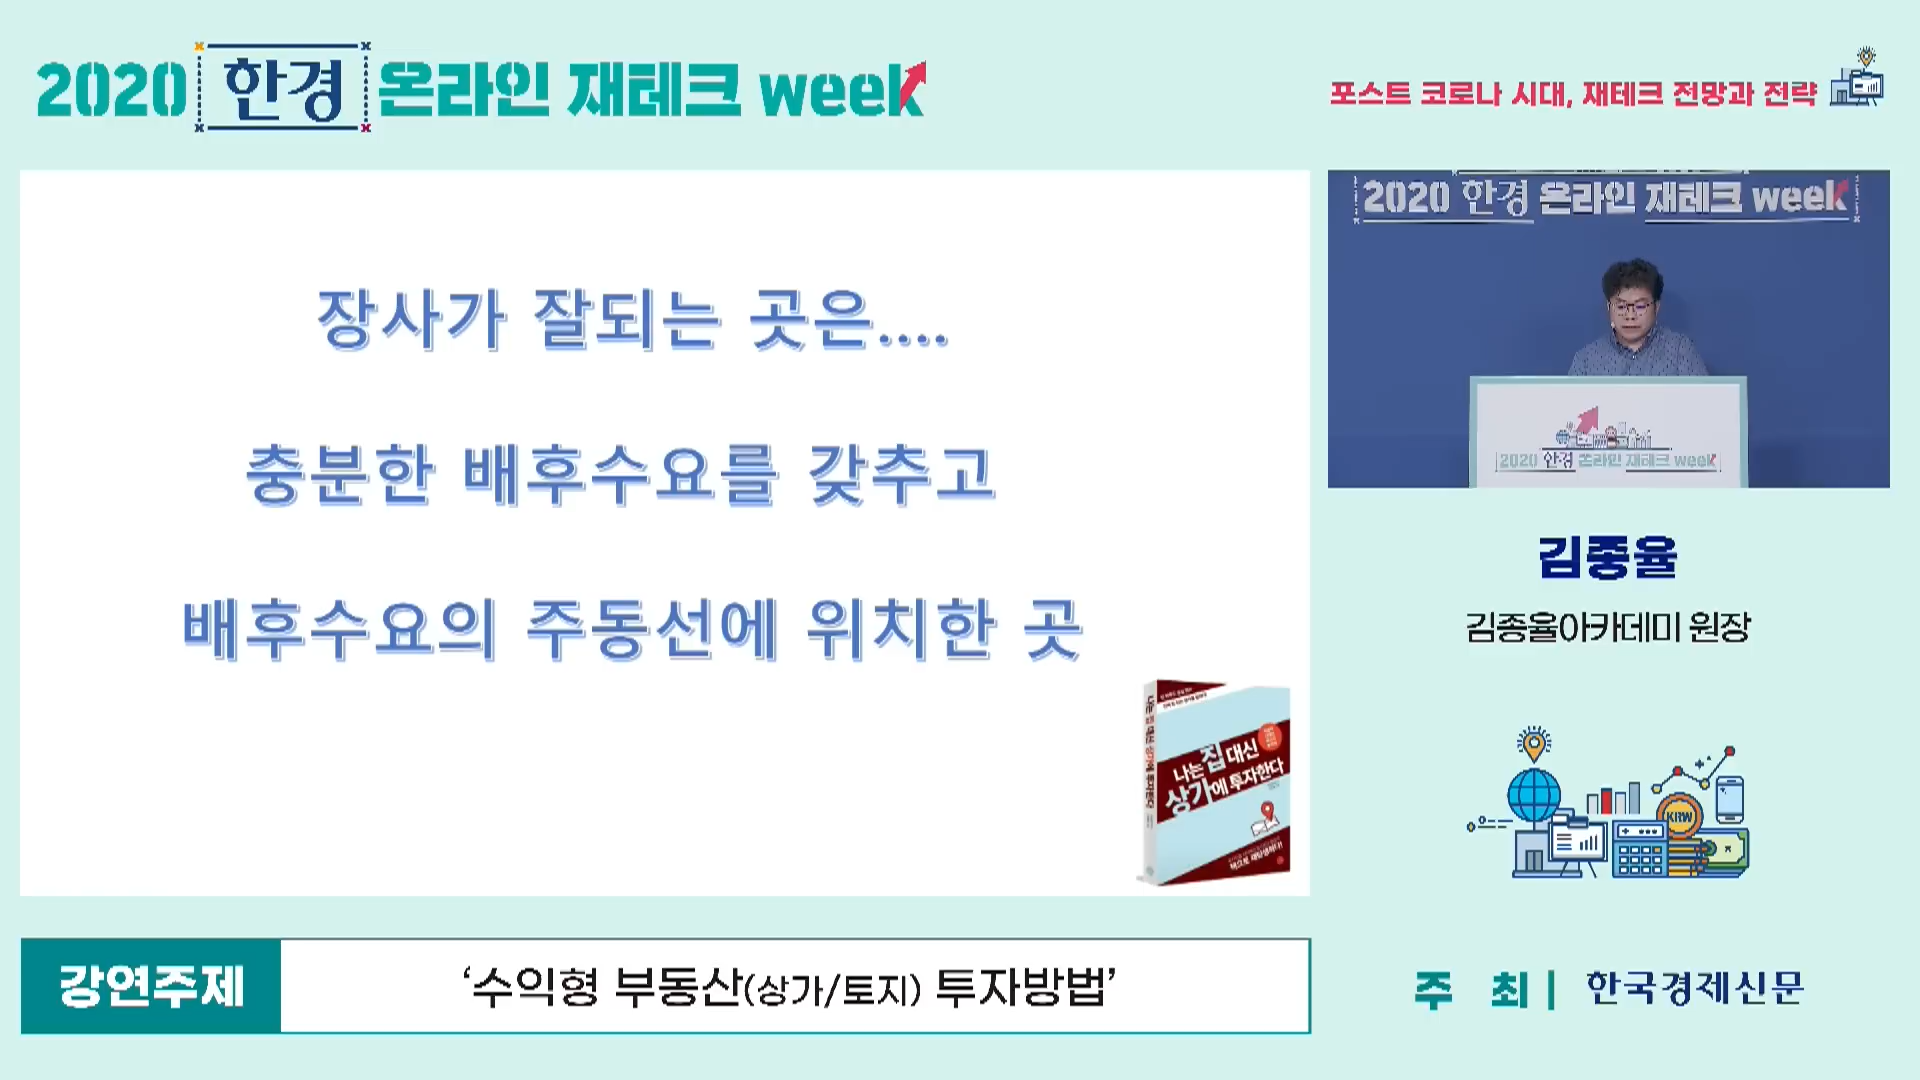 2020 한경 온라인 재테크 week
포스트 코로나 시대, 재테크 전망과 전략
장사가 잘되는 곳은....
충분한 배후수요를 갖추고
배후수요의 주동선에 위치한 곳
나는 집 대신
상가에 투자한다
2020 한경 온라인 재테크 week
2020 한경 온라인 재테크 week
김종율
김종율아카데미 원장
KRW
강연주제
‘수익형 부동산(상가/토지) 투자방법’
주 최 | 한국경제신문